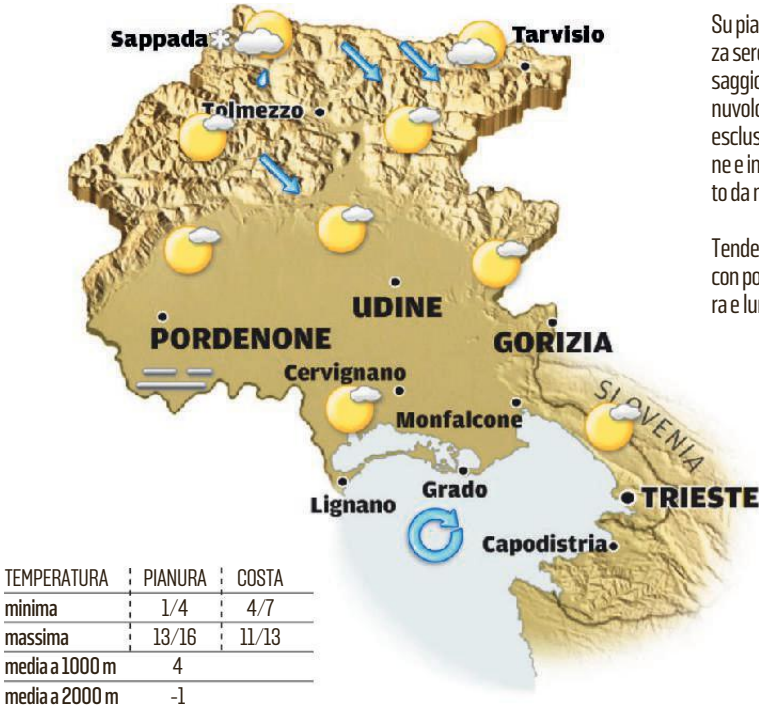 Sappada
Tarvisio
Tolmezzo
UDINE
PORDENONE
GORIZIA
Cervignano
Monfalcone
SLOVENIA
Lignano
Grado
TRIESTE
Capodistria
TEMPERATURA PIANURA COSTA
minima 1/4 4/7
massima 13/16 11/13
media a 1000 m 4
media a 2000 m -1
Su pia
za sere
saggio
nuvolo
esclus
ne e in
to da n
Tende
con po
ra e lu